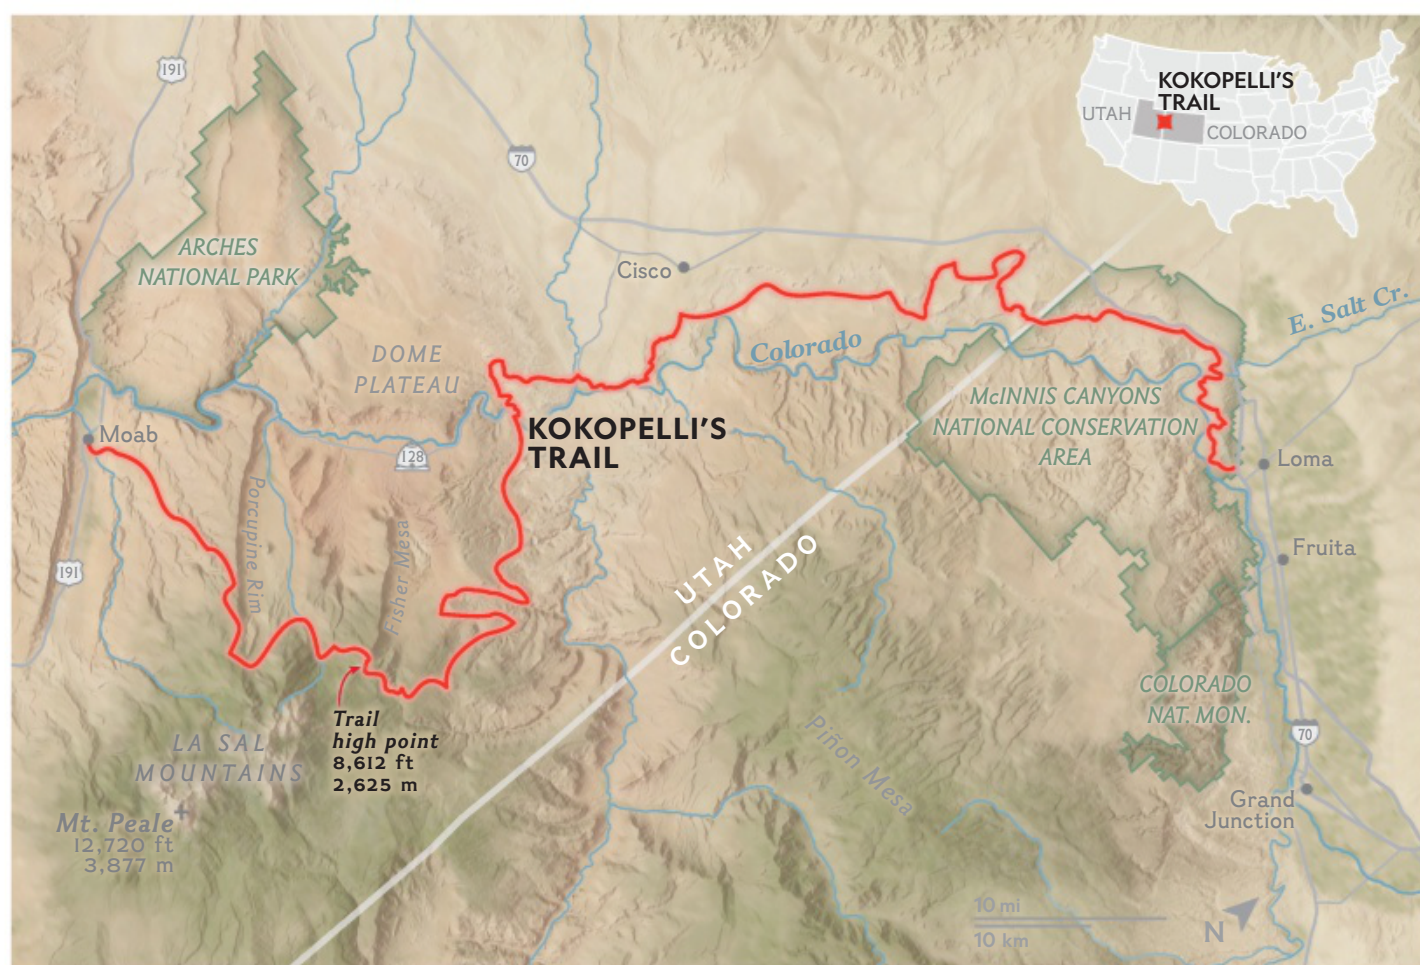 191
70
KOKOPELLI'S
TRAIL
UTAH
COLORADO
ARCHES
NATIONAL PARK
Cisco
E. Salt Cr.
Colorado
DOME
PLATEAU
McINNIS CANYONS
NATIONAL CONSERVATION
AREA
KOKOPELLI'S
TRAIL
Moab
128
Loma
Porcupine Rim
Fisher Mesa
UTAH
COLORADO
Fruita
191
COLORADO
NAT. MON.
Trail
high point
8,612 ft
2,625 m
LA SAL
MOUNTAINS
Piñon Mesa
70
Mt. Peale
12,720 ft
3,877 m
Grand
Junction
10 mi
10 km
N